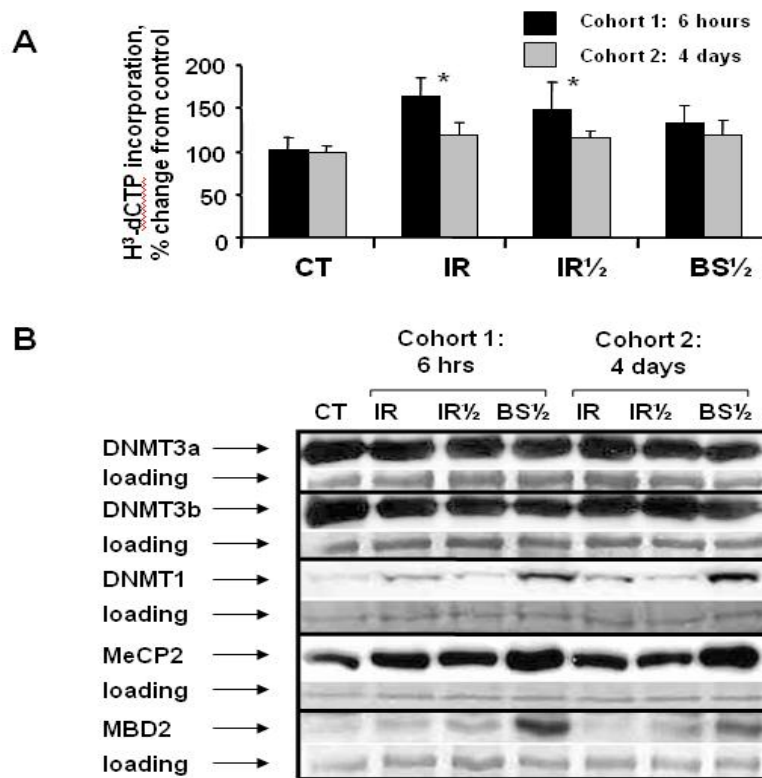 A
Cohort 1: 6 hours
Cohort 2: 4 days
H³-dCTP incorporation,
% change from control
200
150
100
50
0
* *
CT IR IR½ BS½
B
Cohort 1:
6 hrs
Cohort 2:
4 days
CT IR IR½ BS½ IR IR½ BS½
DNMT3a
loading
DNMT3b
loading
DNMT1
loading
MeCP2
loading
MBD2
loading